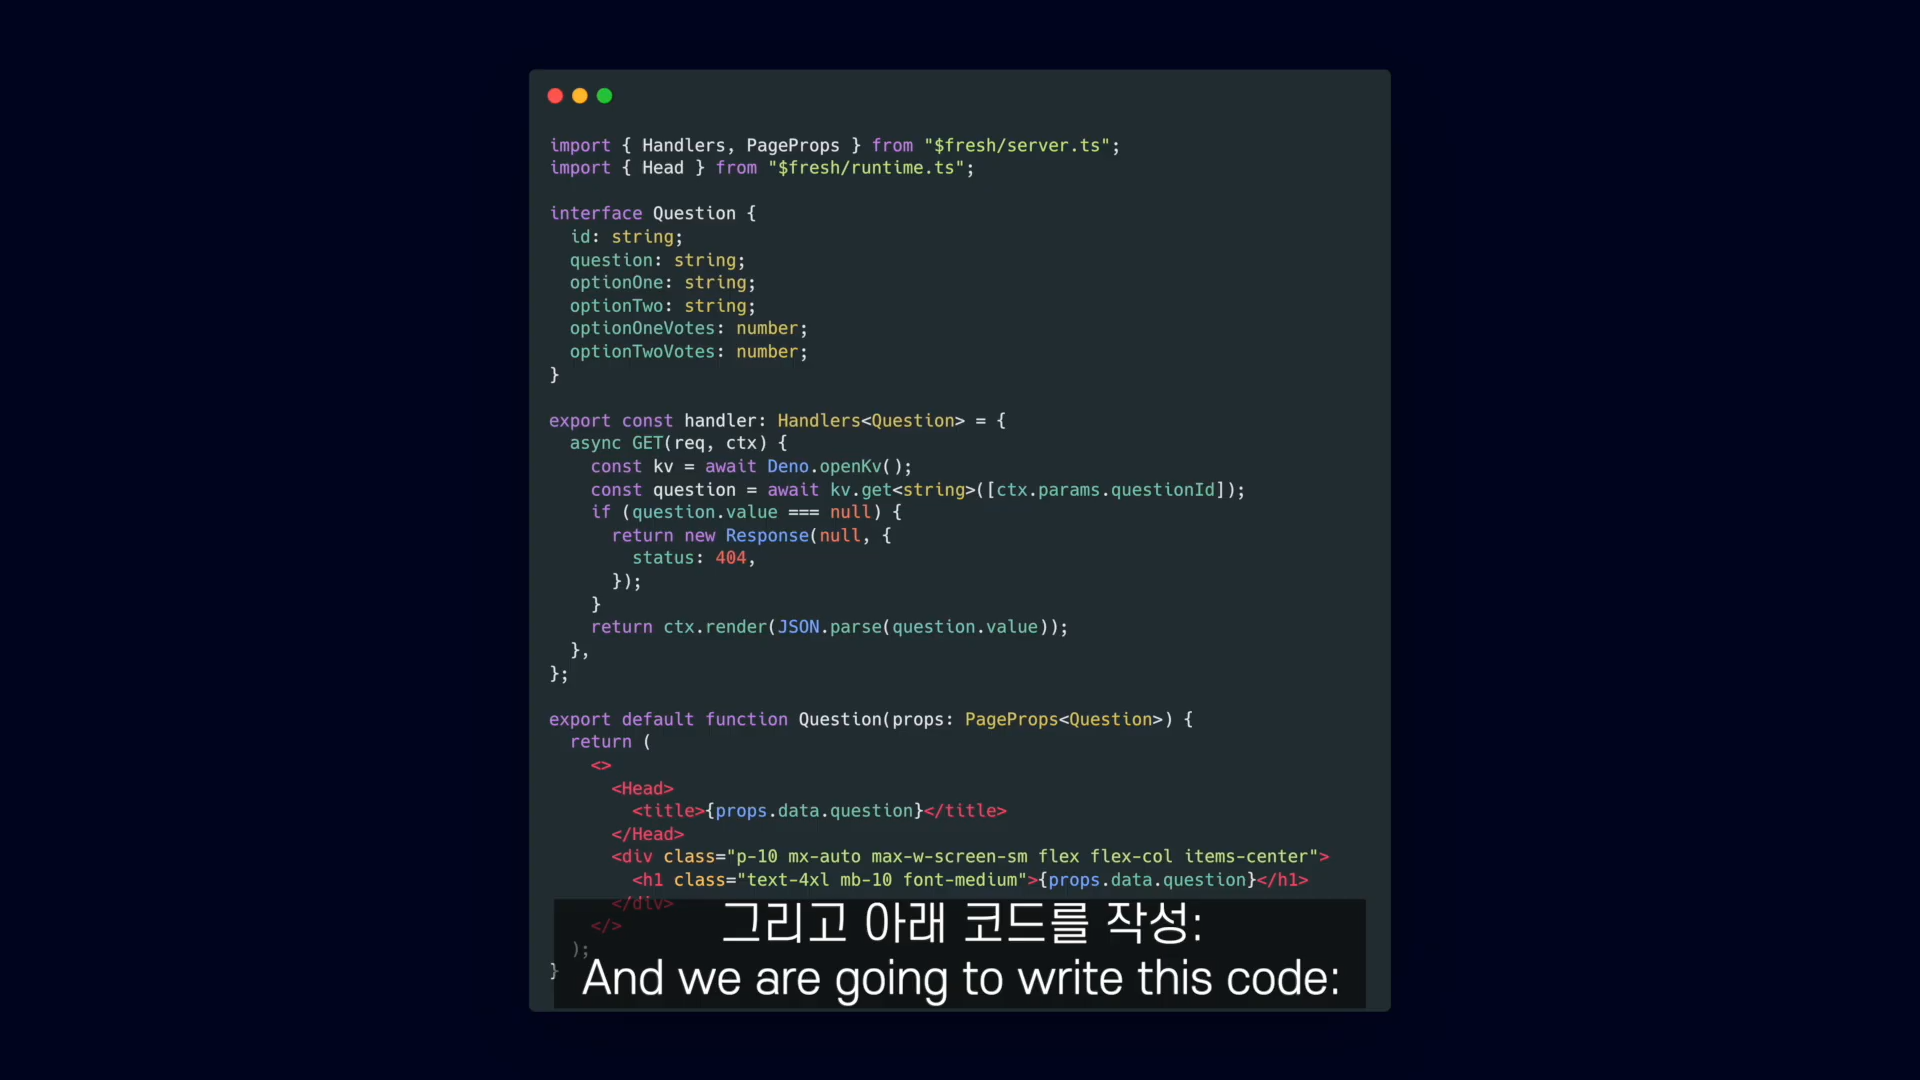 import { Handlers, PageProps } from "$fresh/server.ts";
import { Head } from "$fresh/runtime.ts";

interface Question {
  id: string;
  question: string;
  optionOne: string;
  optionTwo: string;
  optionOneVotes: number;
  optionTwoVotes: number;
}

export const handler: Handlers<Question> = {
  async GET(req, ctx) {
    const kv = await Deno.openKv();
    const question = await kv.get<string>([ctx.params.questionId]);
    if (question.value === null) {
      return new Response(null, {
        status: 404,
      });
    }
    return ctx.render(JSON.parse(question.value));
  },
};

export default function Question(props: PageProps<Question>) {
  return (
    <>
      <Head>
        <title>{props.data.question}</title>
      </Head>
      <div class="p-10 mx-auto max-w-screen-sm flex flex-col items-center">
        <h1 class="text-4xl mb-10 font-medium">{props.data.question}</h1>
      </div>
    </>
  );
}
그리고 아래 코드를 작성:
And we are going to write this code: